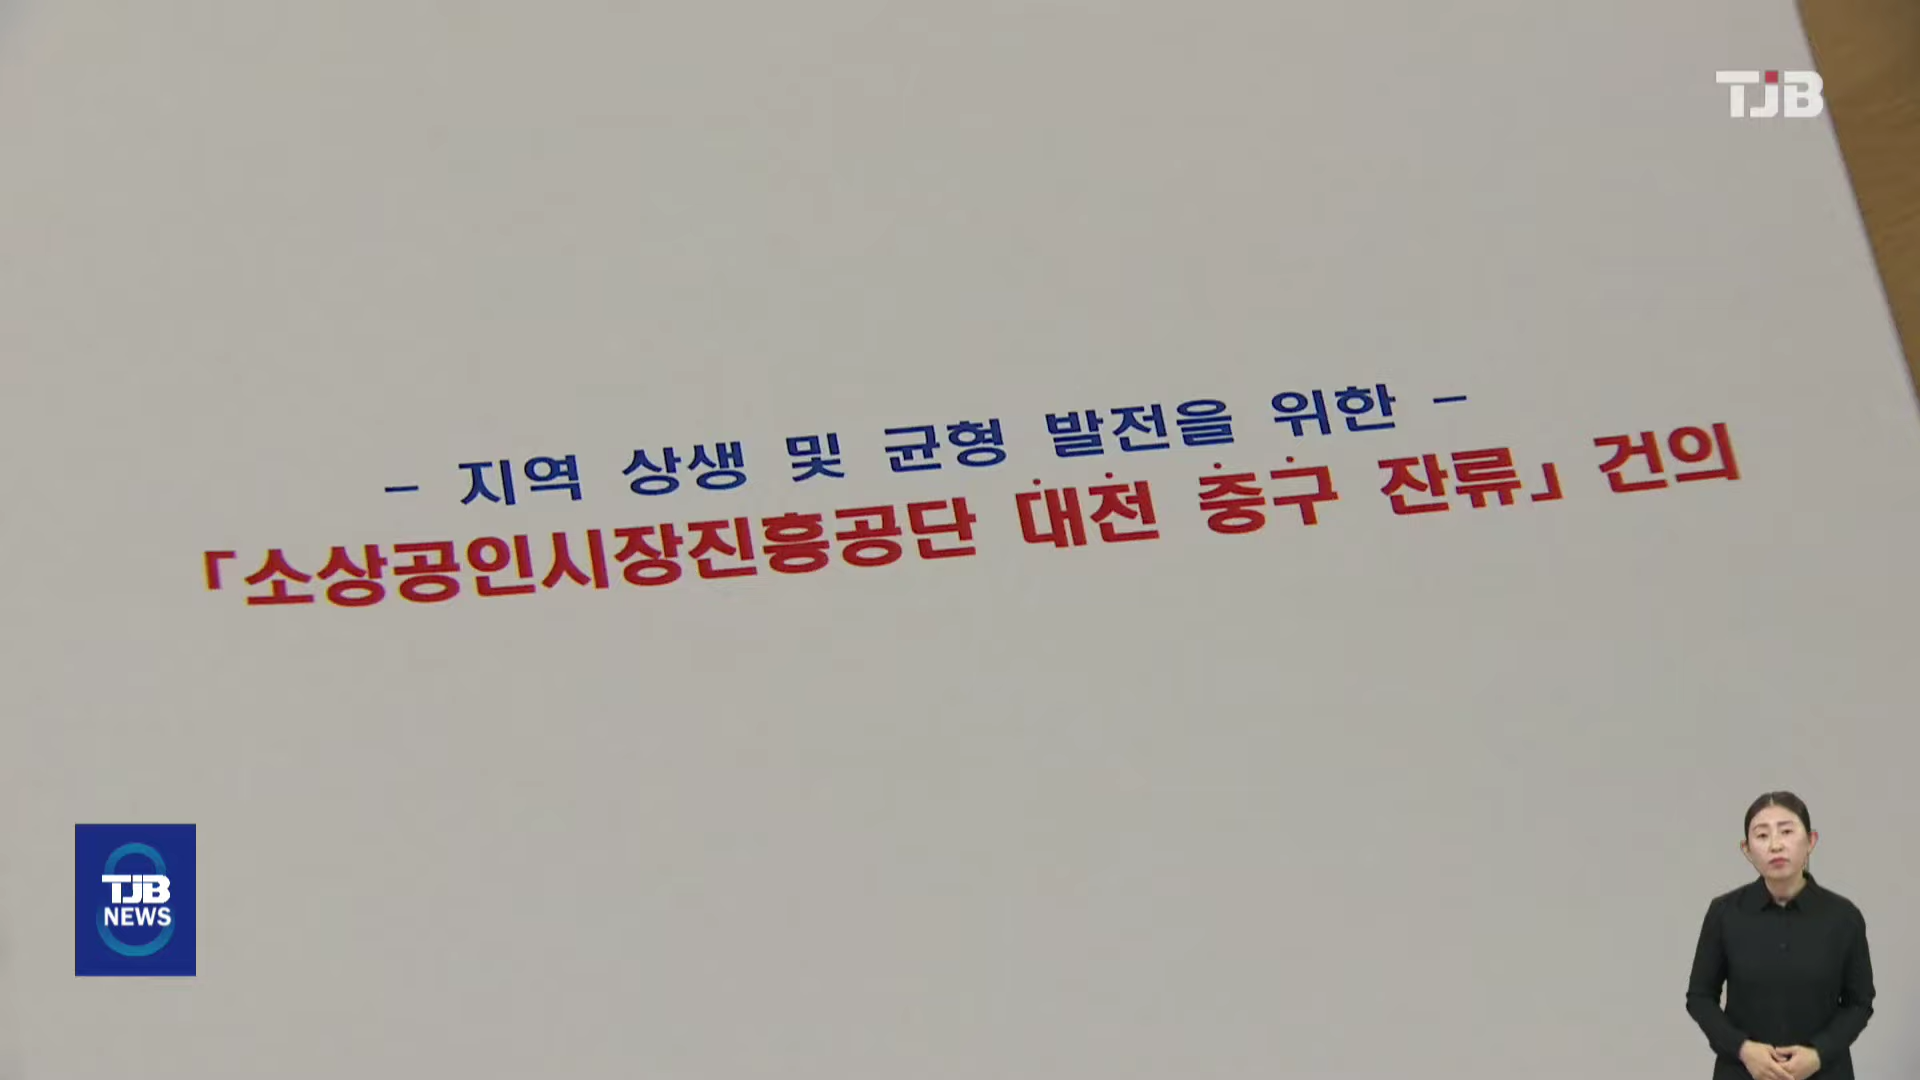 TJB
- 지역 상생 및 균형 발전을 위한 -
「소상공인시장진흥공단 대전 중구 잔류」 건의
TJB
NEWS